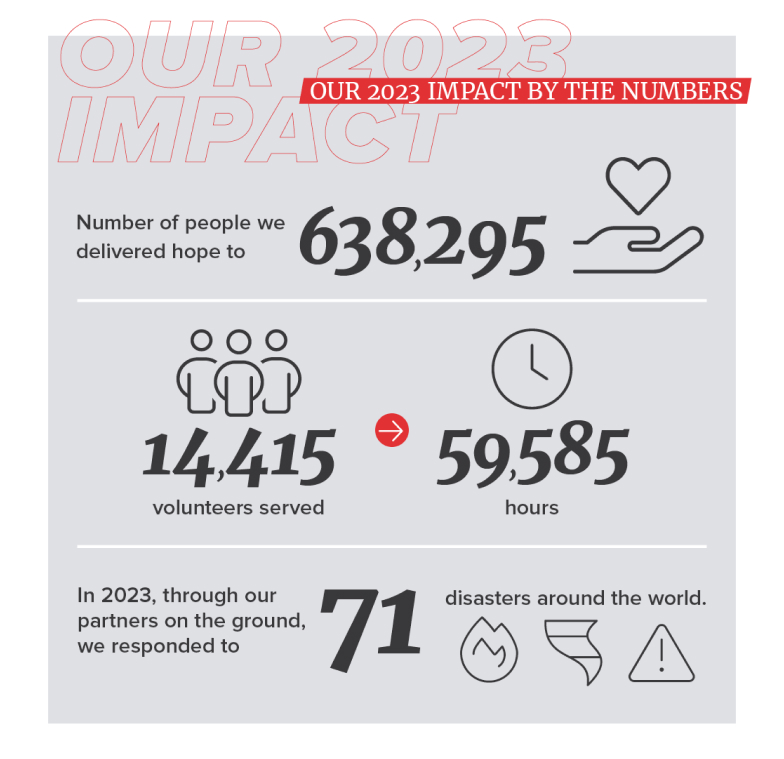 OUR 2023
IMPACT
OUR 2023 IMPACT BY THE NUMBERS
Number of people we
delivered hope to
638,295
14,415
volunteers served
59,585
hours
In 2023, through our
partners on the ground,
we responded to
71
disasters around the world.